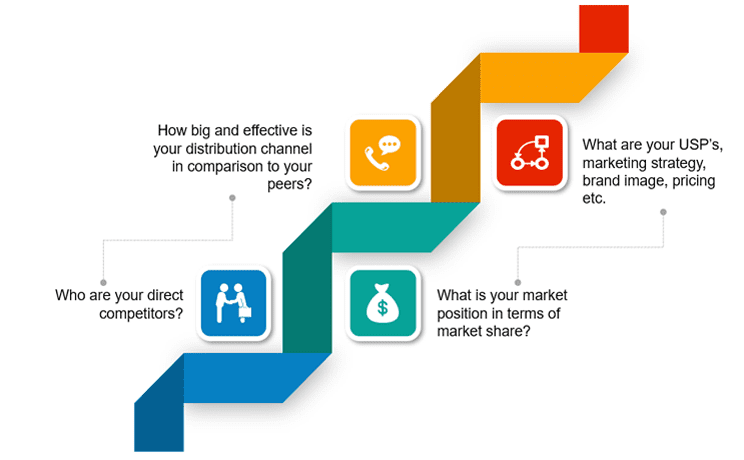 How big and effective is
your distribution channel
in comparison to your
peers?
What are your USP's,
marketing strategy,
brand image, pricing
etc.
Who are your direct
competitors?
What is your market
position in terms of
market share?
$